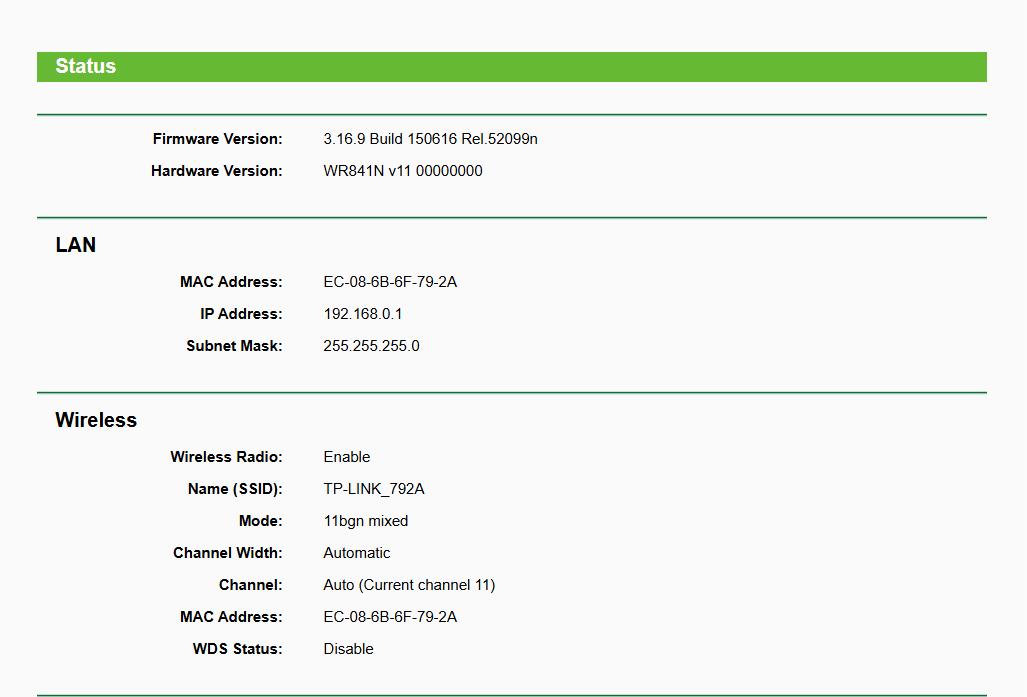 Status
Firmware Version: 3.16.9 Build 150616 Rel.52099n
Hardware Version: WR841N v11 00000000
LAN
MAC Address: EC-08-6B-6F-79-2A
IP Address: 192.168.0.1
Subnet Mask: 255.255.255.0
Wireless
Wireless Radio: Enable
Name (SSID): TP-LINK_792A
Mode: 11bgn mixed
Channel Width: Automatic
Channel: Auto (Current channel 11)
MAC Address: EC-08-6B-6F-79-2A
WDS Status: Disable